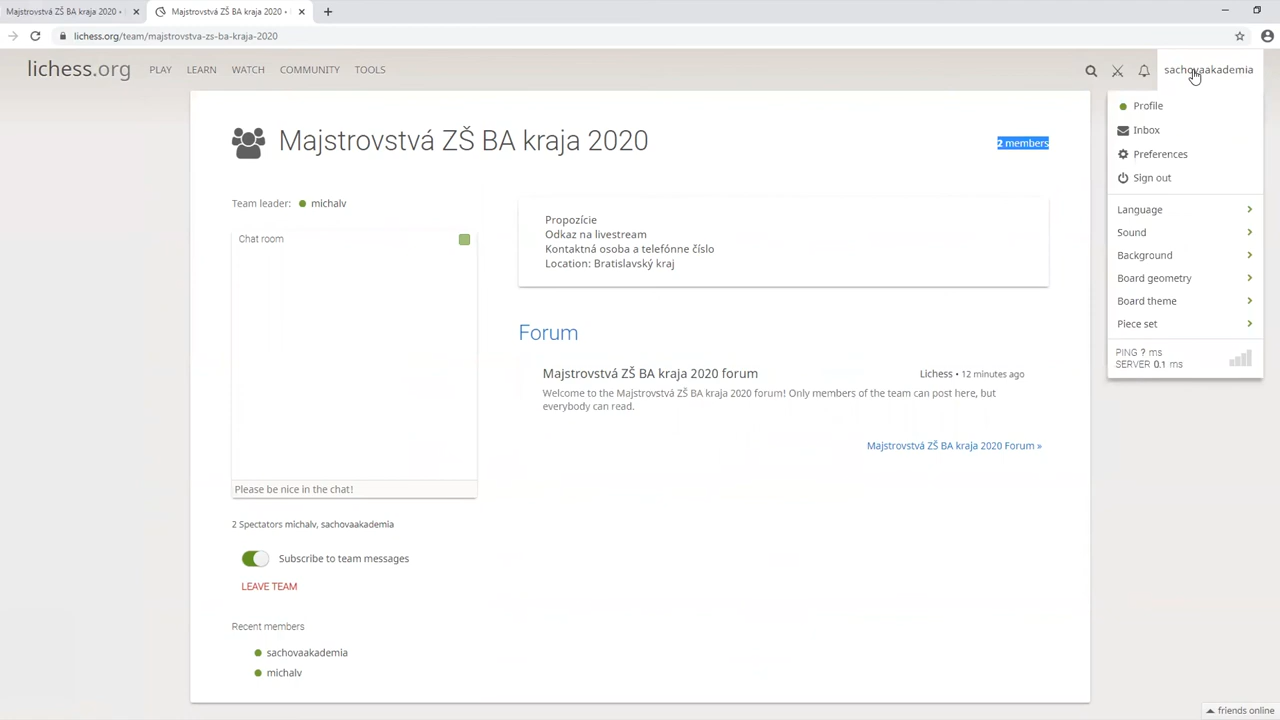 Majstrovstvá ZŠ BA kraja 2020 •
Majstrovstvá ZŠ BA kraja 2020 •
lichess.org/team/majstrovstva-zs-ba-kraja-2020
lichess.org PLAY LEARN WATCH COMMUNITY TOOLS sachovaakademia
Profile
Inbox
Preferences
Sign out
Language
Sound
Background
Board geometry
Board theme
Piece set
PING ? ms
SERVER 0.1 ms
Majstrovstvá ZŠ BA kraja 2020
2 members
Team leader: michalv
Chat room
Please be nice in the chat!
2 Spectators michalv, sachovaakademia
Subscribe to team messages
LEAVE TEAM
Recent members
sachovaakademia
michalv
Propozície
Odkaz na livestream
Kontaktná osoba a telefónne číslo
Location: Bratislavský kraj
Forum
Majstrovstvá ZŠ BA kraja 2020 forum
Lichess • 12 minutes ago
Welcome to the Majstrovstvá ZŠ BA kraja 2020 forum! Only members of the team can post here, but
everybody can read.
Majstrovstvá ZŠ BA kraja 2020 Forum »
friends online